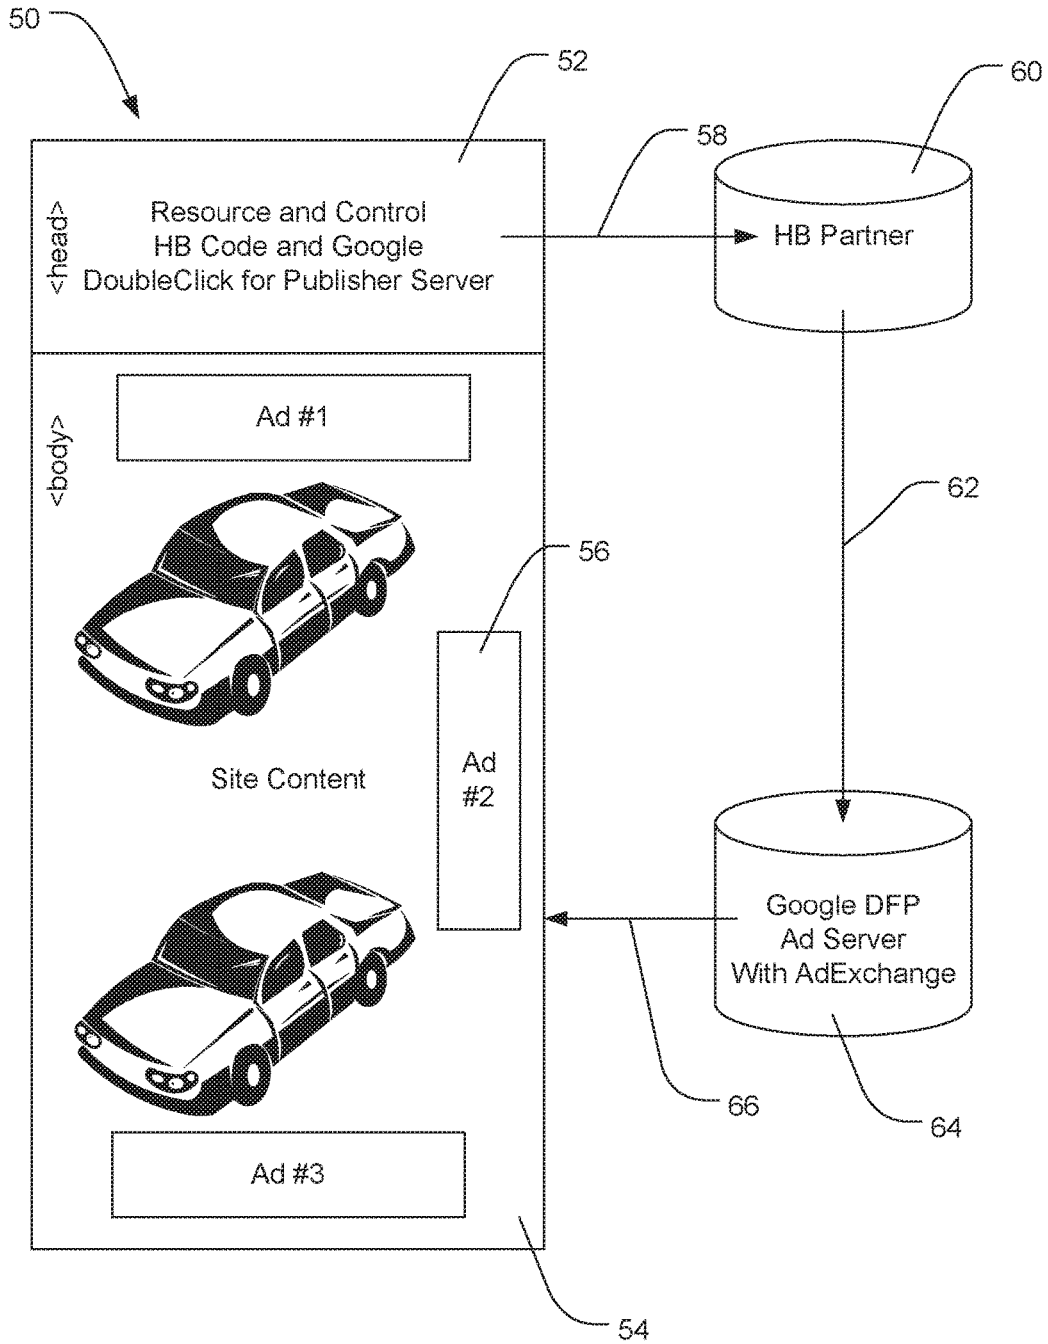 50
52
60
58
<head>
Resource and Control
HB Code and Google
DoubleClick for Publisher Server
HB Partner
<body>
Ad #1
62
56
Ad
#2
Site Content
Google DFP
Ad Server
With AdExchange
66
64
Ad #3
54